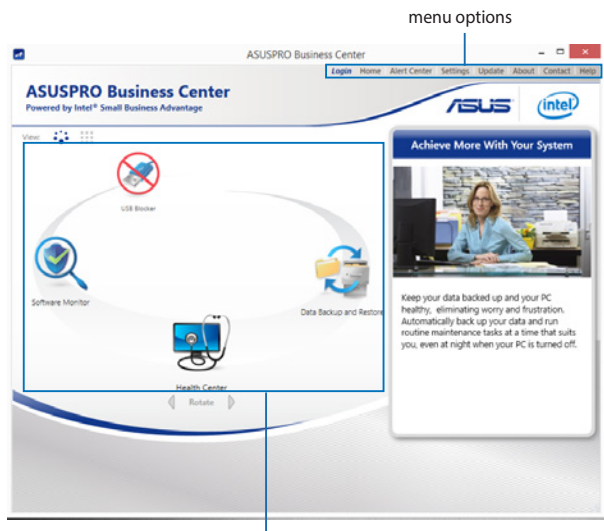 menu options
ASUSPRO Business Center
Login Home Alert Center Settings Update About Contact Help
ASUSPRO Business Center
Powered by Intel® Small Business Advantage
ASUS
intel
View:
Achieve More With Your System
USB Blocker
Software Monitor
Data Backup and Restore
Health Center
Rotate
Keep your data backed up and your PC
healthy, eliminating worry and frustration.
Automatically back up your data and run
routine maintenance tasks at a time that suits
you, even at night when your PC is turned off.